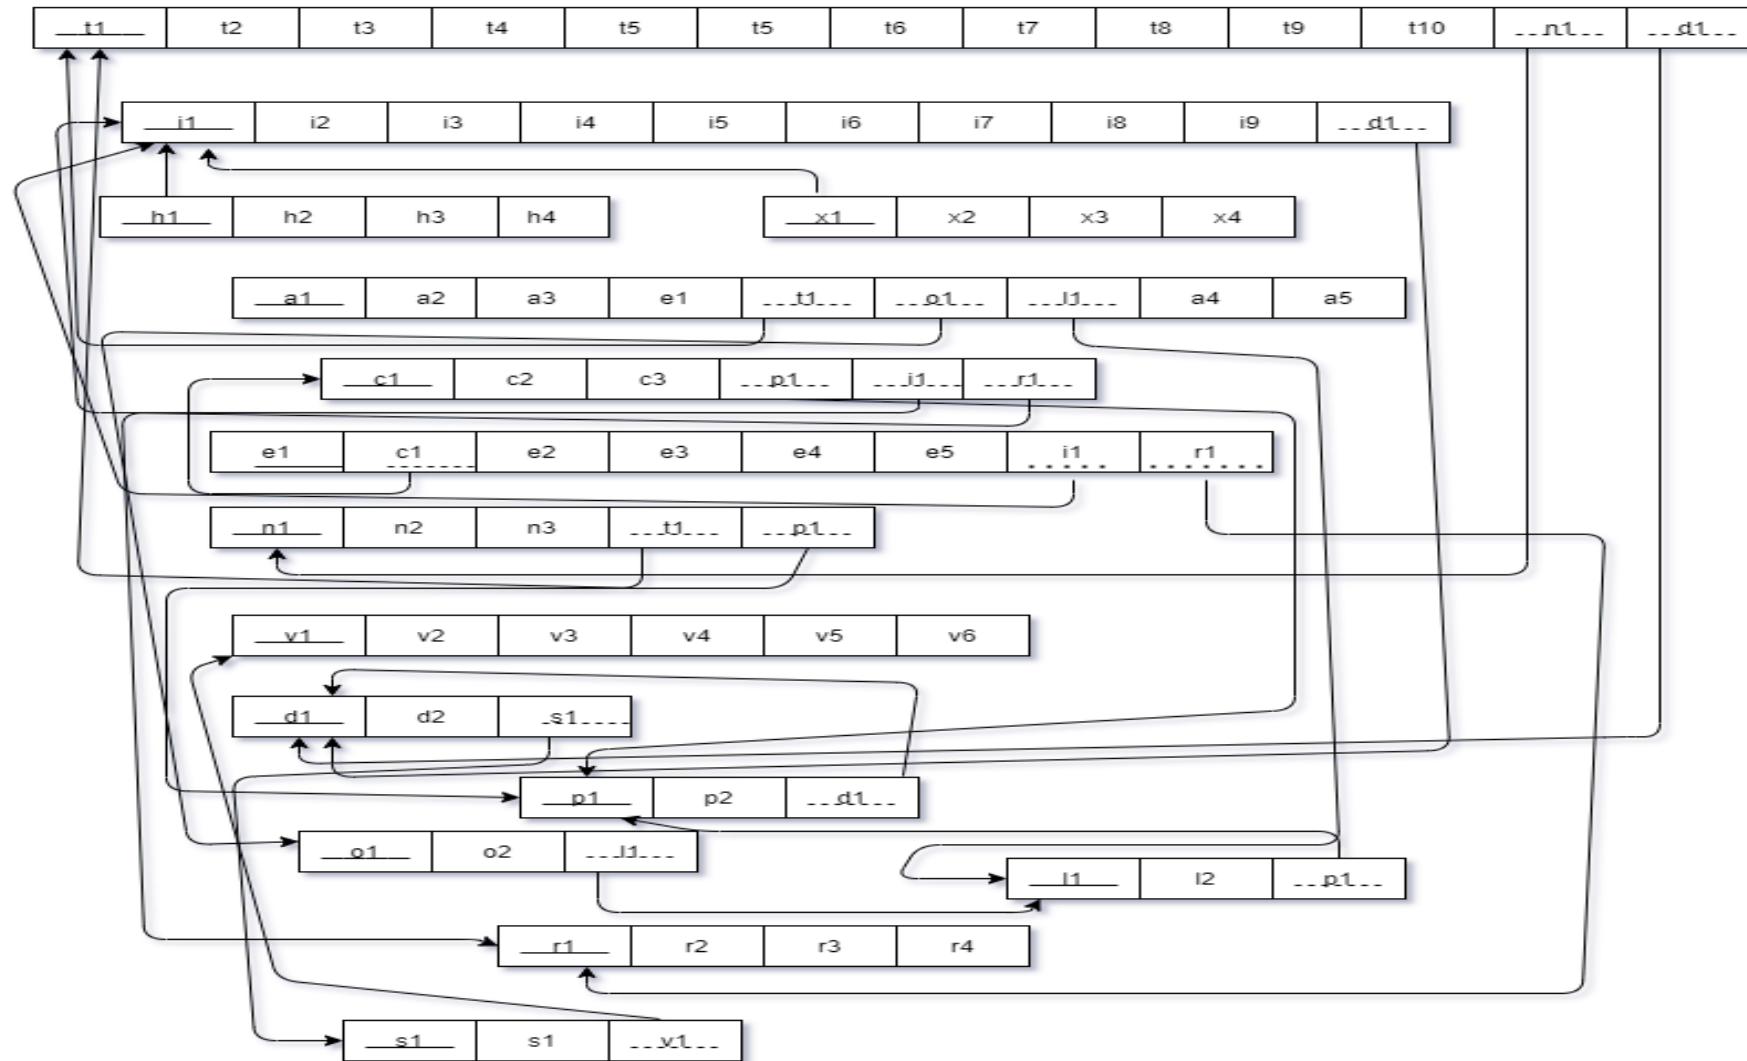 t1 t2 t3 t4 t5 t5 t6 t7 t8 t9 t10 n1 d1
i1 i2 i3 i4 i5 i6 i7 i8 i9 d1
h1 h2 h3 h4 x1 x2 x3 x4
a1 a2 a3 e1 t1 o1 l1 a4 a5
c1 c2 c3 p1 i1 r1
e1 c1 e2 e3 e4 e5 i1 r1
n1 n2 n3 t1 p1
v1 v2 v3 v4 v5 v6
d1 d2 s1
p1 p2 d1
o1 o2 l1
l1 l2 p1
r1 r2 r3 r4
s1 s1 v1